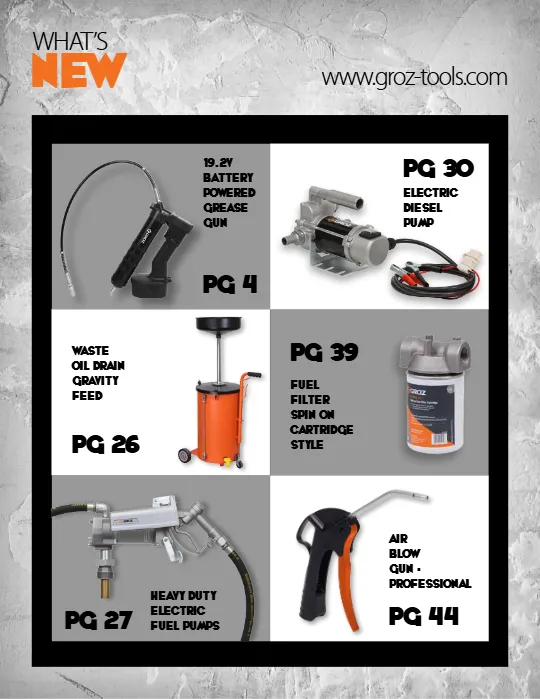 WHAT'S
NEW
www.groz-tools.com
19.2V
BATTERY
POWERED
GREASE
GUN
PG 4
PG 30
ELECTRIC
DIESEL
PUMP
WASTE
OIL DRAIN
GRAVITY
FEED
PG 26
PG 39
FUEL
FILTER
SPIN ON
CARTRIDGE
STYLE
GROZ
PG 27
HEAVY DUTY
ELECTRIC
FUEL PUMPS
AIR
BLOW
GUN -
PROFESSIONAL
PG 44